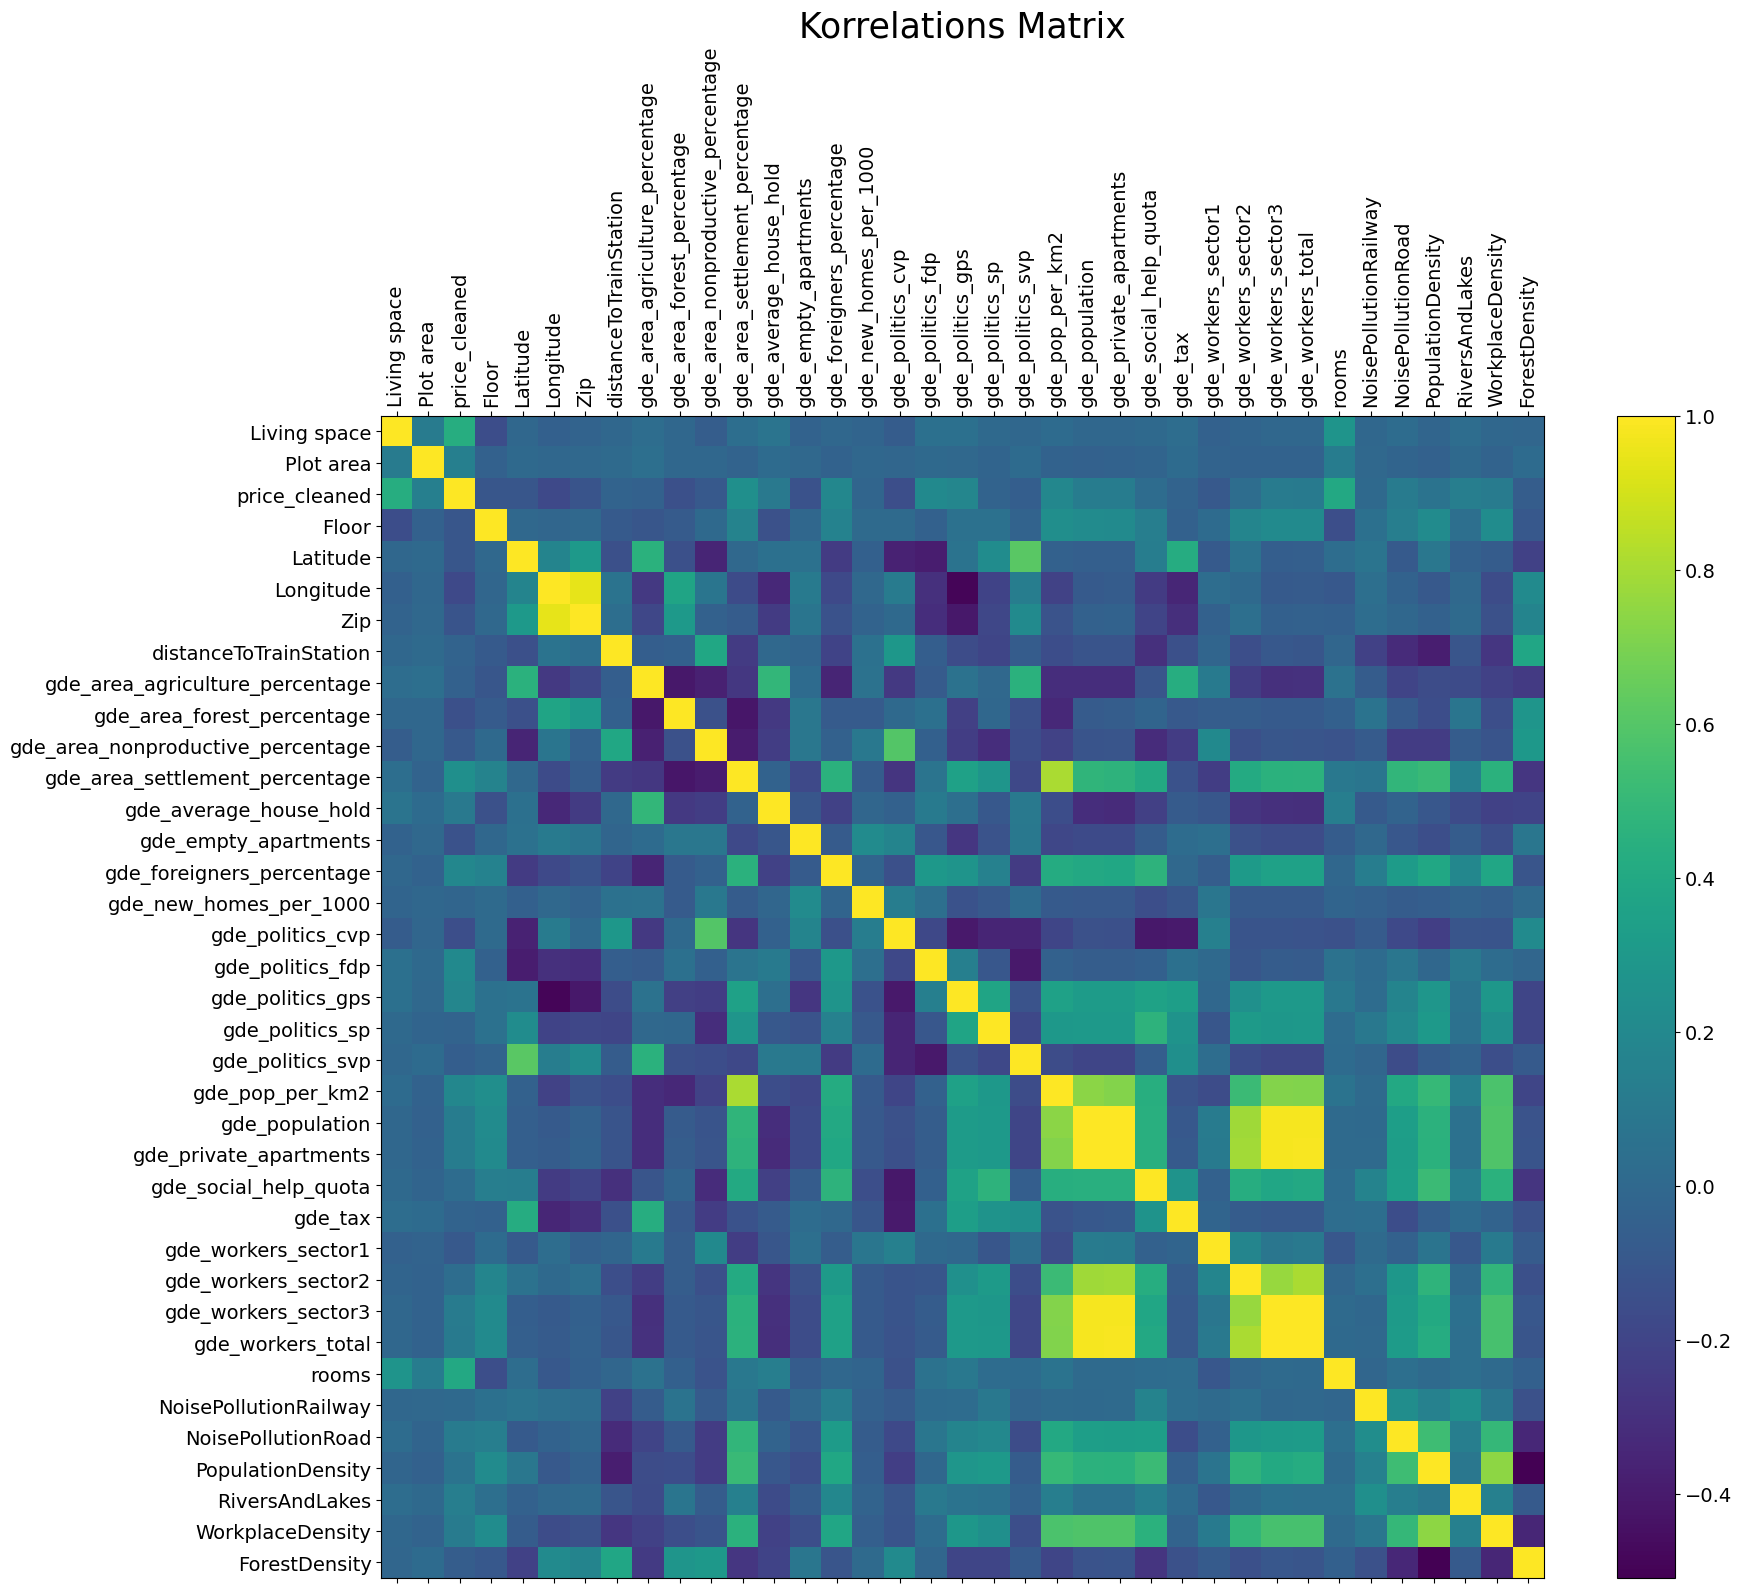 Korrelations Matrix
Living space
Plot area
price_cleaned
Floor
Latitude
Longitude
Zip
distanceToTrainStation
gde_area_agriculture_percentage
gde_area_forest_percentage
gde_area_nonproductive_percentage
gde_area_settlement_percentage
gde_average_house_hold
gde_empty_apartments
gde_foreigners_percentage
gde_new_homes_per_1000
gde_politics_cvp
gde_politics_fdp
gde_politics_gps
gde_politics_sp
gde_politics_svp
gde_pop_per_km2
gde_population
gde_private_apartments
gde_social_help_quota
gde_tax
gde_workers_sector1
gde_workers_sector2
gde_workers_sector3
gde_workers_total
rooms
NoisePollutionRailway
NoisePollutionRoad
PopulationDensity
RiversAndLakes
WorkplaceDensity
ForestDensity
Living space
Plot area
price_cleaned
Floor
Latitude
Longitude
Zip
distanceToTrainStation
gde_area_agriculture_percentage
gde_area_forest_percentage
gde_area_nonproductive_percentage
gde_area_settlement_percentage
gde_average_house_hold
gde_empty_apartments
gde_foreigners_percentage
gde_new_homes_per_1000
gde_politics_cvp
gde_politics_fdp
gde_politics_gps
gde_politics_sp
gde_politics_svp
gde_pop_per_km2
gde_population
gde_private_apartments
gde_social_help_quota
gde_tax
gde_workers_sector1
gde_workers_sector2
gde_workers_sector3
gde_workers_total
rooms
NoisePollutionRailway
NoisePollutionRoad
PopulationDensity
RiversAndLakes
WorkplaceDensity
ForestDensity
1.0
0.8
0.6
0.4
0.2
0.0
−0.2
−0.4